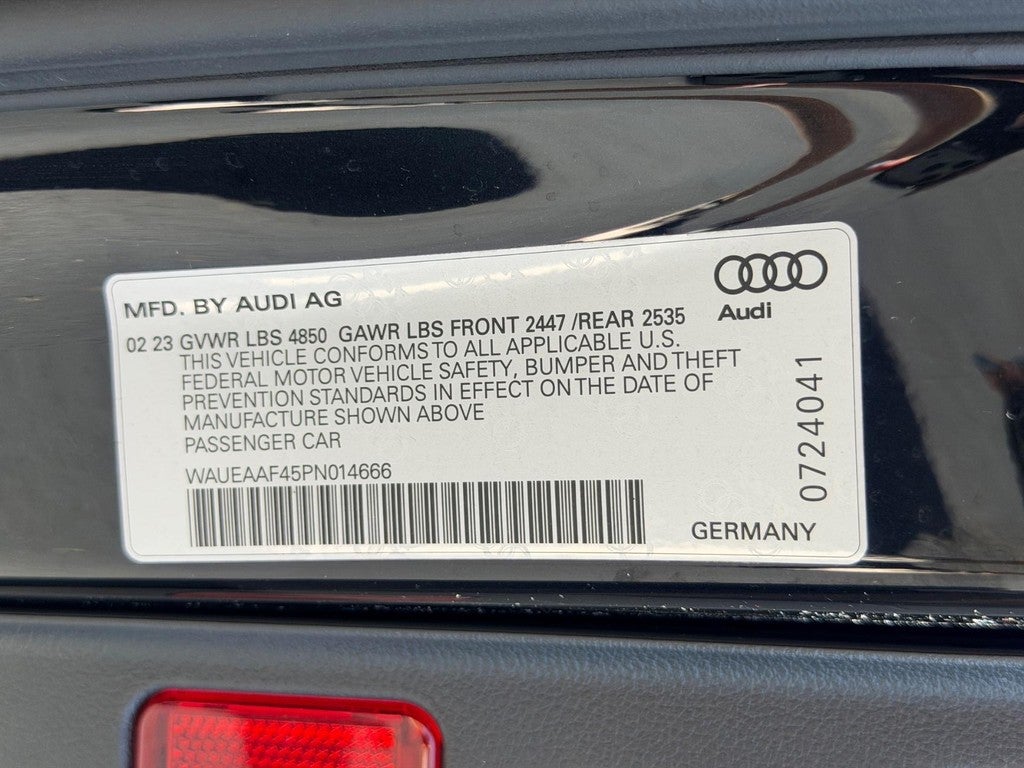 MFD. BY AUDI AG
Audi
02 23 GVWR LBS 4850 GAWR LBS FRONT 2447 /REAR 2535
THIS VEHICLE CONFORMS TO ALL APPLICABLE U.S.
FEDERAL MOTOR VEHICLE SAFETY, BUMPER AND THEFT
PREVENTION STANDARDS IN EFFECT ON THE DATE OF
MANUFACTURE SHOWN ABOVE
PASSENGER CAR
WAUEAAF45PN014666
07240041
GERMANY